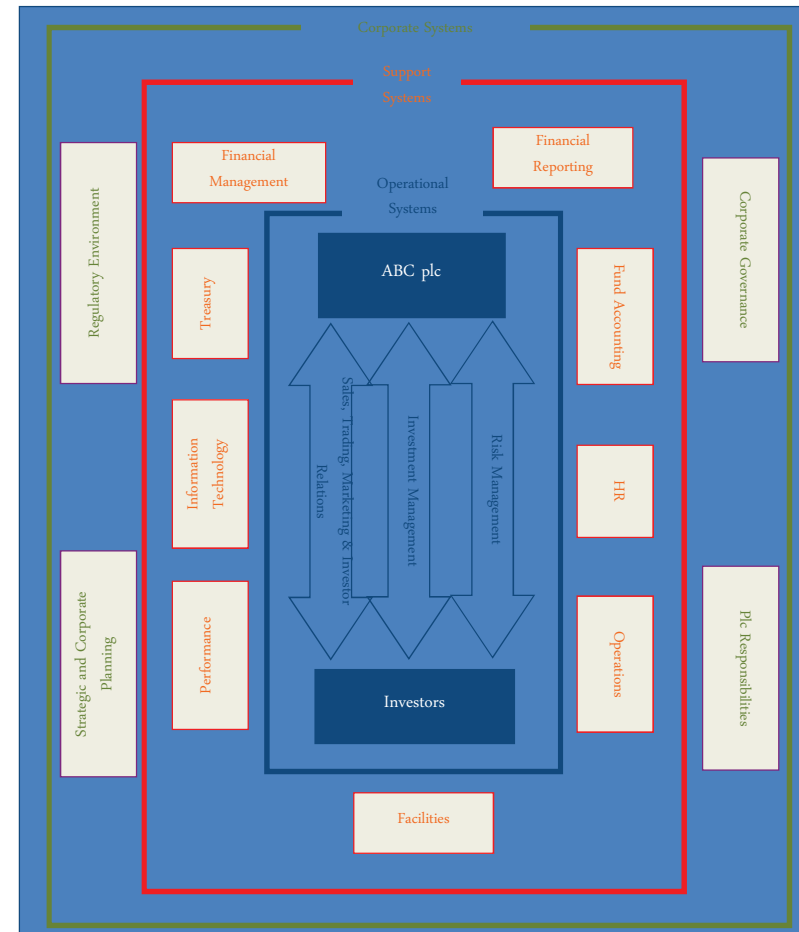 Corporate Systems
Support
Systems
Financial
Management
Financial
Reporting
Operational
Systems
Regulatory Environment
Corporate Governance
ABC plc
Treasury
Fund Accounting
Sales, Trading, Marketing & Investor
Relations
Investment Management
Risk Management
Information
Technology
HR
Strategic and Corporate
Planning
Performance
Operations
Plc Responsibilities
Investors
Facilities